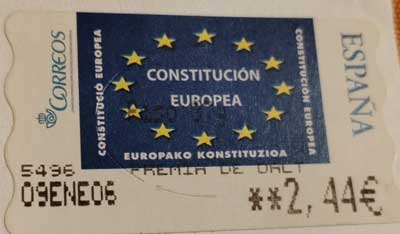 CORREOS
CONSTITUCIÓ EUROPEA
CONSTITUCIÓN
EUROPEA
CONSTITUCION EUROPEA
EUROPAKO KONSTITUZIOA
ESPAÑA
5496 PREMIA DE DALT
09ENE06
**2,44€